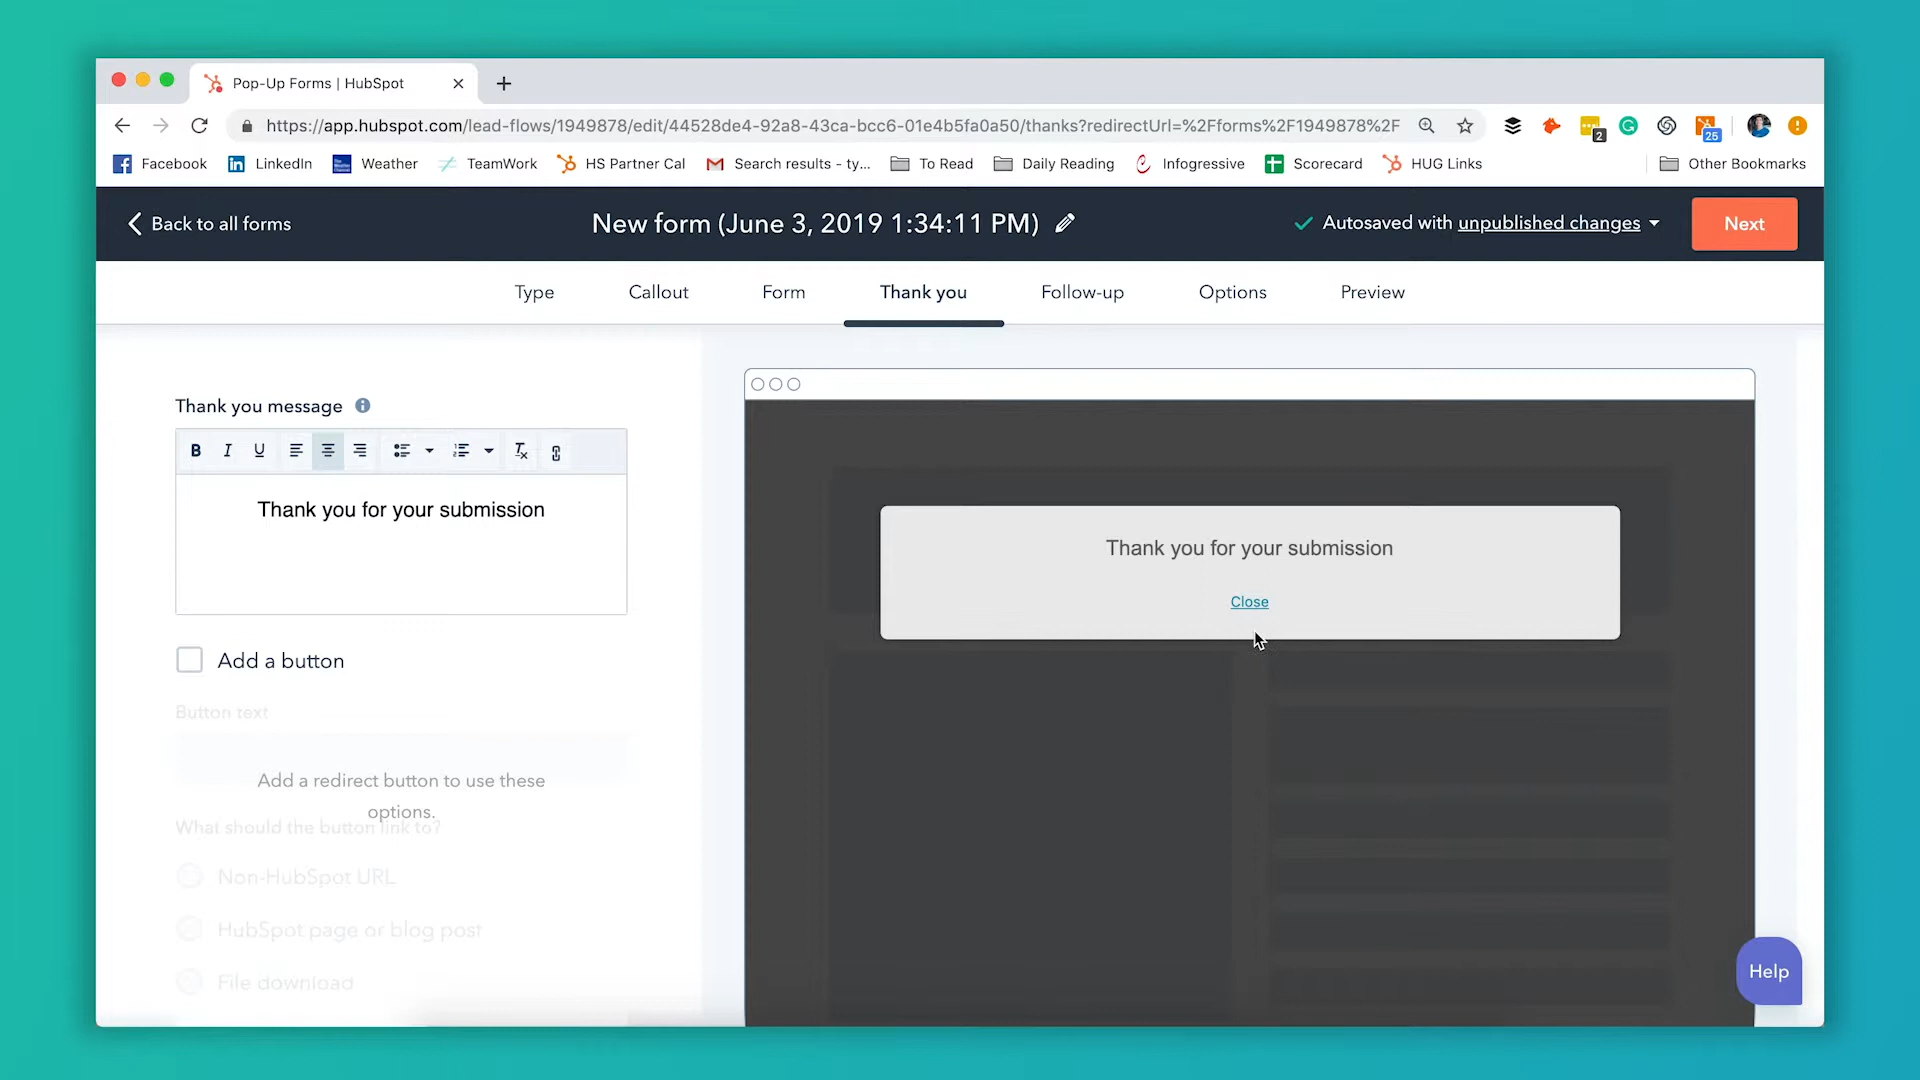 Pop-Up Forms | HubSpot
https://app.hubspot.com/lead-flows/1949878/edit/44528de4-92a8-43ca-bcc6-01e4b5fa0a50/thanks?redirectUrl=%2Fforms%2F1949878%2F
2
25
Facebook LinkedIn Weather TeamWork HS Partner Cal Search results - ty... To Read Daily Reading Infogressive Scorecard HUG Links Other Bookmarks
Back to all forms New form (June 3, 2019 1:34:11 PM) Autosaved with unpublished changes Next
Type Callout Form Thank you Follow-up Options Preview
Thank you message
B I U
Thank you for your submission
Add a button
Button text
Add a redirect button to use these
options.
What should the button link to?
Non-HubSpot URL
HubSpot page or blog post
File download
Thank you for your submission
Close
Help